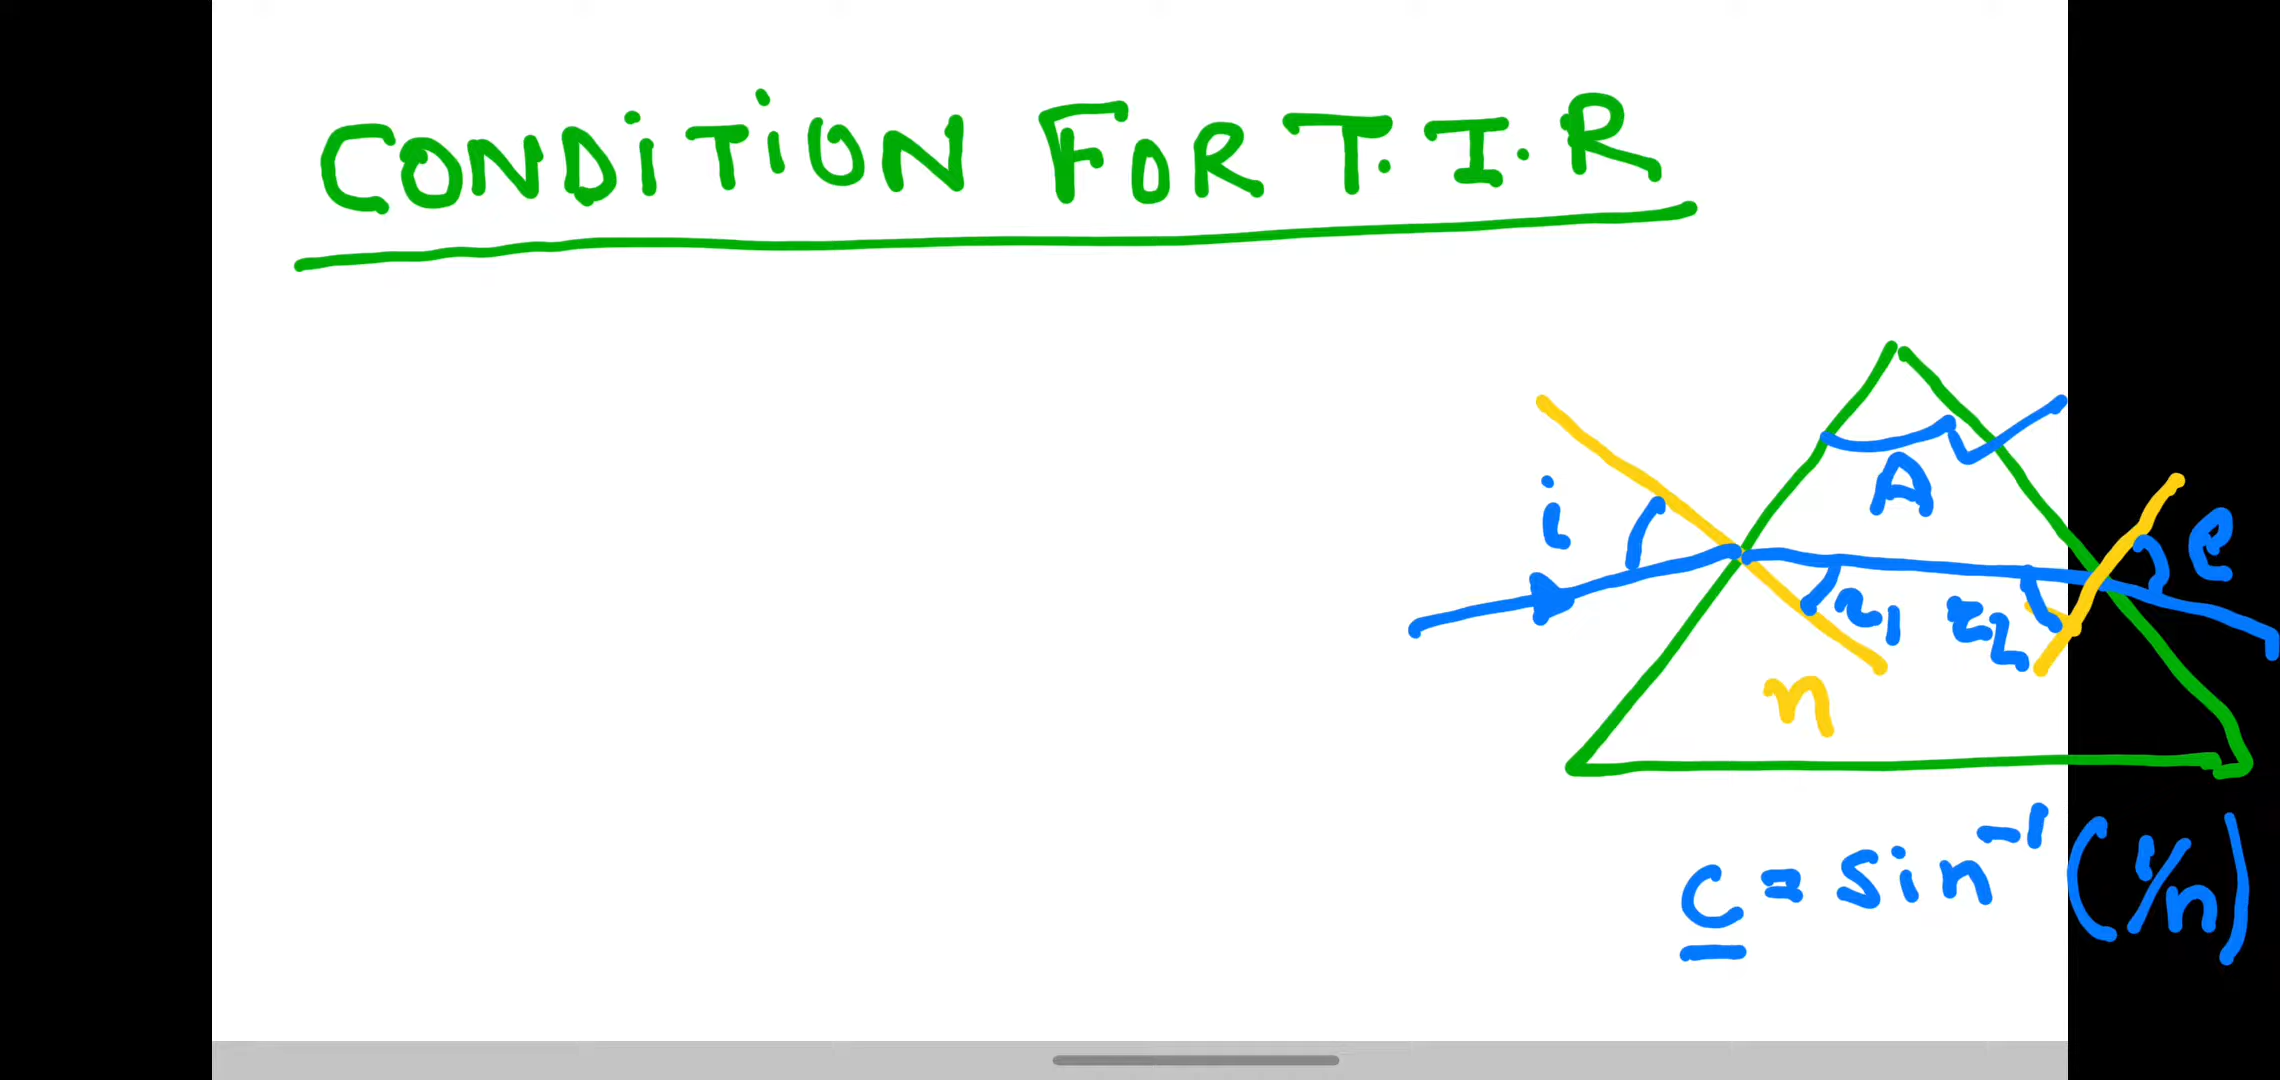 CONDiTiON FOR T.I.R
A
i
e
r1
r2
n
C = sin⁻¹ (1/n)